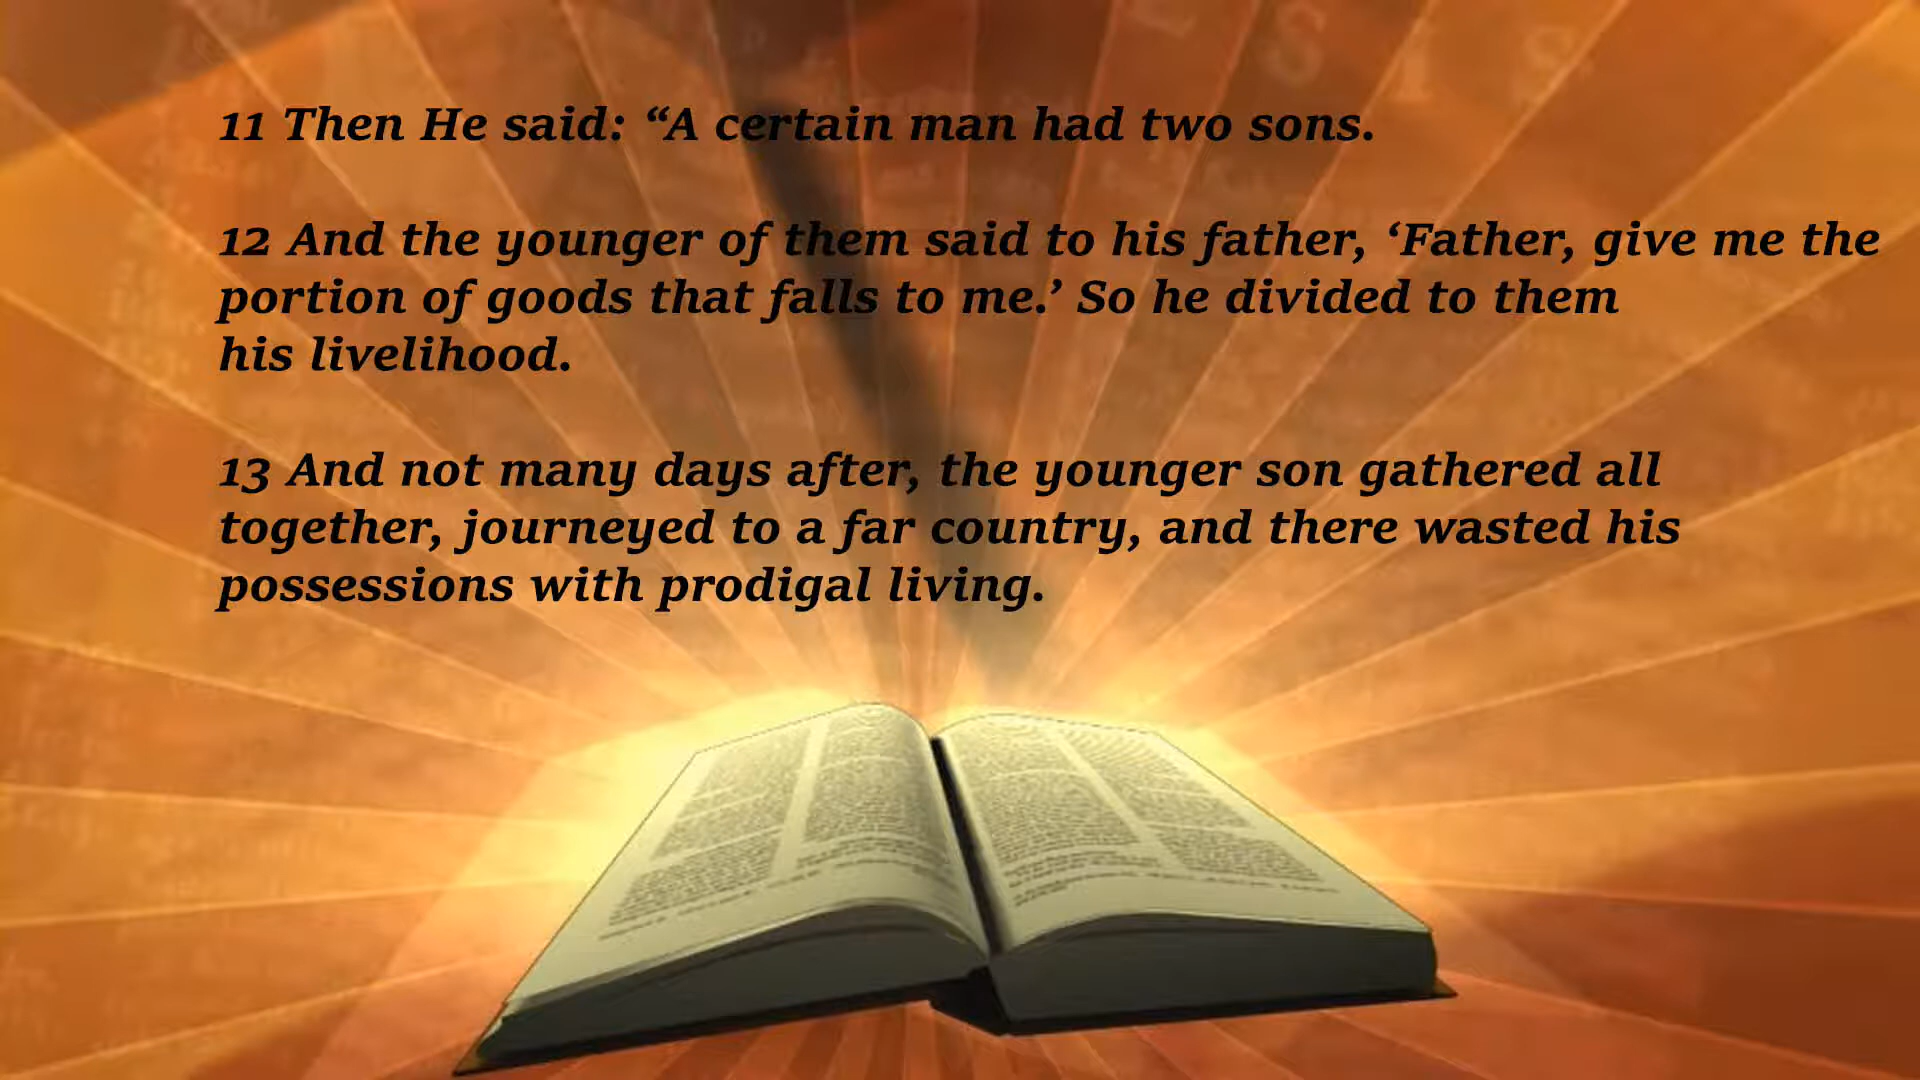 11 Then He said: “A certain man had two sons.
12 And the younger of them said to his father, ‘Father, give me the
portion of goods that falls to me.’ So he divided to them
his livelihood.
13 And not many days after, the younger son gathered all
together, journeyed to a far country, and there wasted his
possessions with prodigal living.